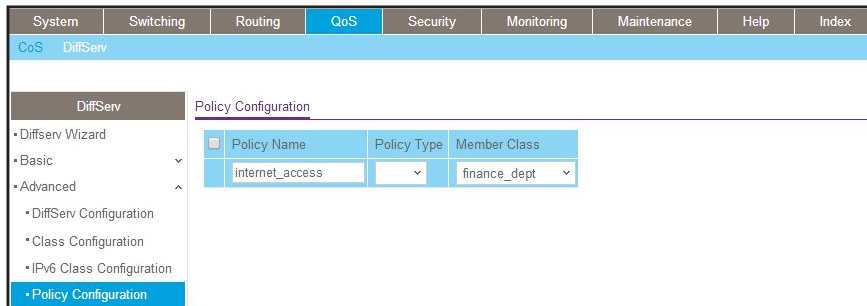 System Switching Routing QoS Security Monitoring Maintenance Help Index
CoS DiffServ
DiffServ
Policy Configuration
Diffserv Wizard
Policy Name Policy Type Member Class
Basic
internet_access finance_dept
Advanced
DiffServ Configuration
Class Configuration
IPv6 Class Configuration
Policy Configuration